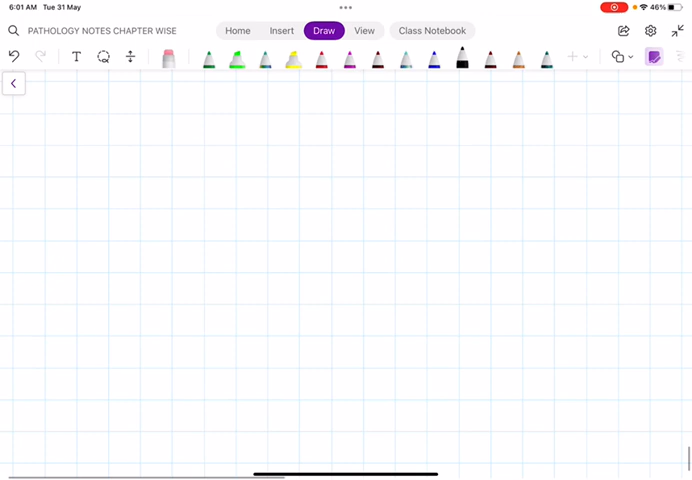 6:01 AM Tue 31 May
46%
PATHOLOGY NOTES CHAPTER WISE
Home Insert Draw View Class Notebook
T